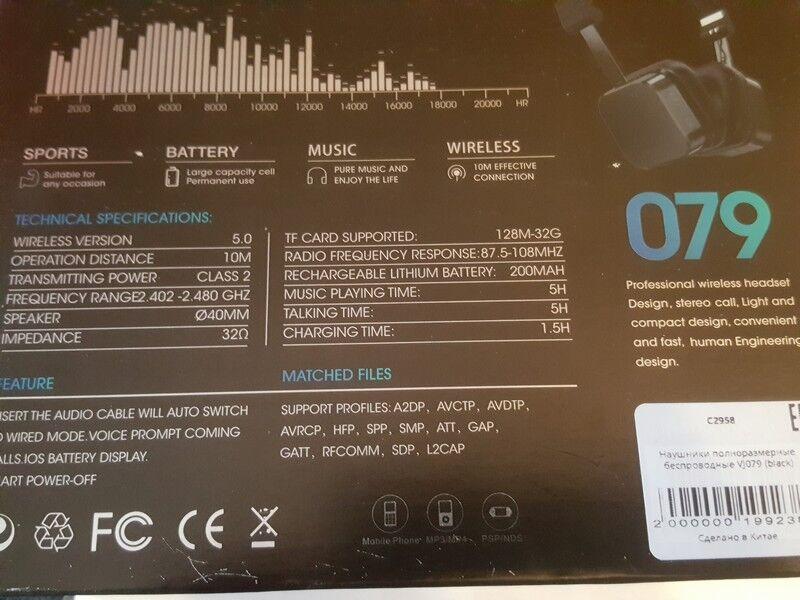 HR 2000 4000 6000 8000 10000 12000 14000 16000 18000 20000 HR
SPORTS
Suitable for
any occasion
BATTERY
Large capacity cell
Permanent use
MUSIC
PURE MUSIC AND
ENJOY THE LIFE
WIRELESS
10M EFFECTIVE
CONNECTION
TECHNICAL SPECIFICATIONS:
WIRELESS VERSION 5.0
OPERATION DISTANCE 10M
TRANSMITTING POWER CLASS 2
FREQUENCY RANGE2.402 -2.480 GHZ
SPEAKER Ø40MM
IMPEDANCE 32Ω
TF CARD SUPPORTED: 128M-32G
RADIO FREQUENCY RESPONSE:87.5-108MHZ
RECHARGEABLE LITHIUM BATTERY: 200MAH
MUSIC PLAYING TIME: 5H
TALKING TIME: 5H
CHARGING TIME: 1.5H
079
Professional wireless headset
Design, stereo call, Light and
compact design, convenient
and fast, human Engineering
design.
FEATURE
NSERT THE AUDIO CABLE WILL AUTO SWITCH
O WIRED MODE.VOICE PROMPT COMING
ALLS.IOS BATTERY DISPLAY.
ART POWER-OFF
MATCHED FILES
SUPPORT PROFILES: A2DP, AVCTP, AVDTP,
AVRCP, HFP, SPP, SMP, ATT, GAP,
GATT, RFCOMM, SDP, L2CAP
FC CE
Mobile Phone MP3/MP4 PSP/NDS
C2958
Наушники полноразмерные
беспроводные VJ079 (black)
2 000000 19923
Сделано в Китае